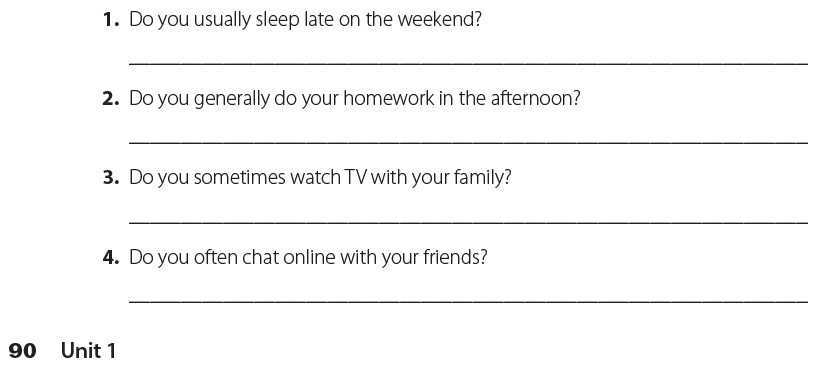 1. Do you usually sleep late on the weekend?
2. Do you generally do your homework in the afternoon?
3. Do you sometimes watch TV with your family?
4. Do you often chat online with your friends?
90 Unit 1